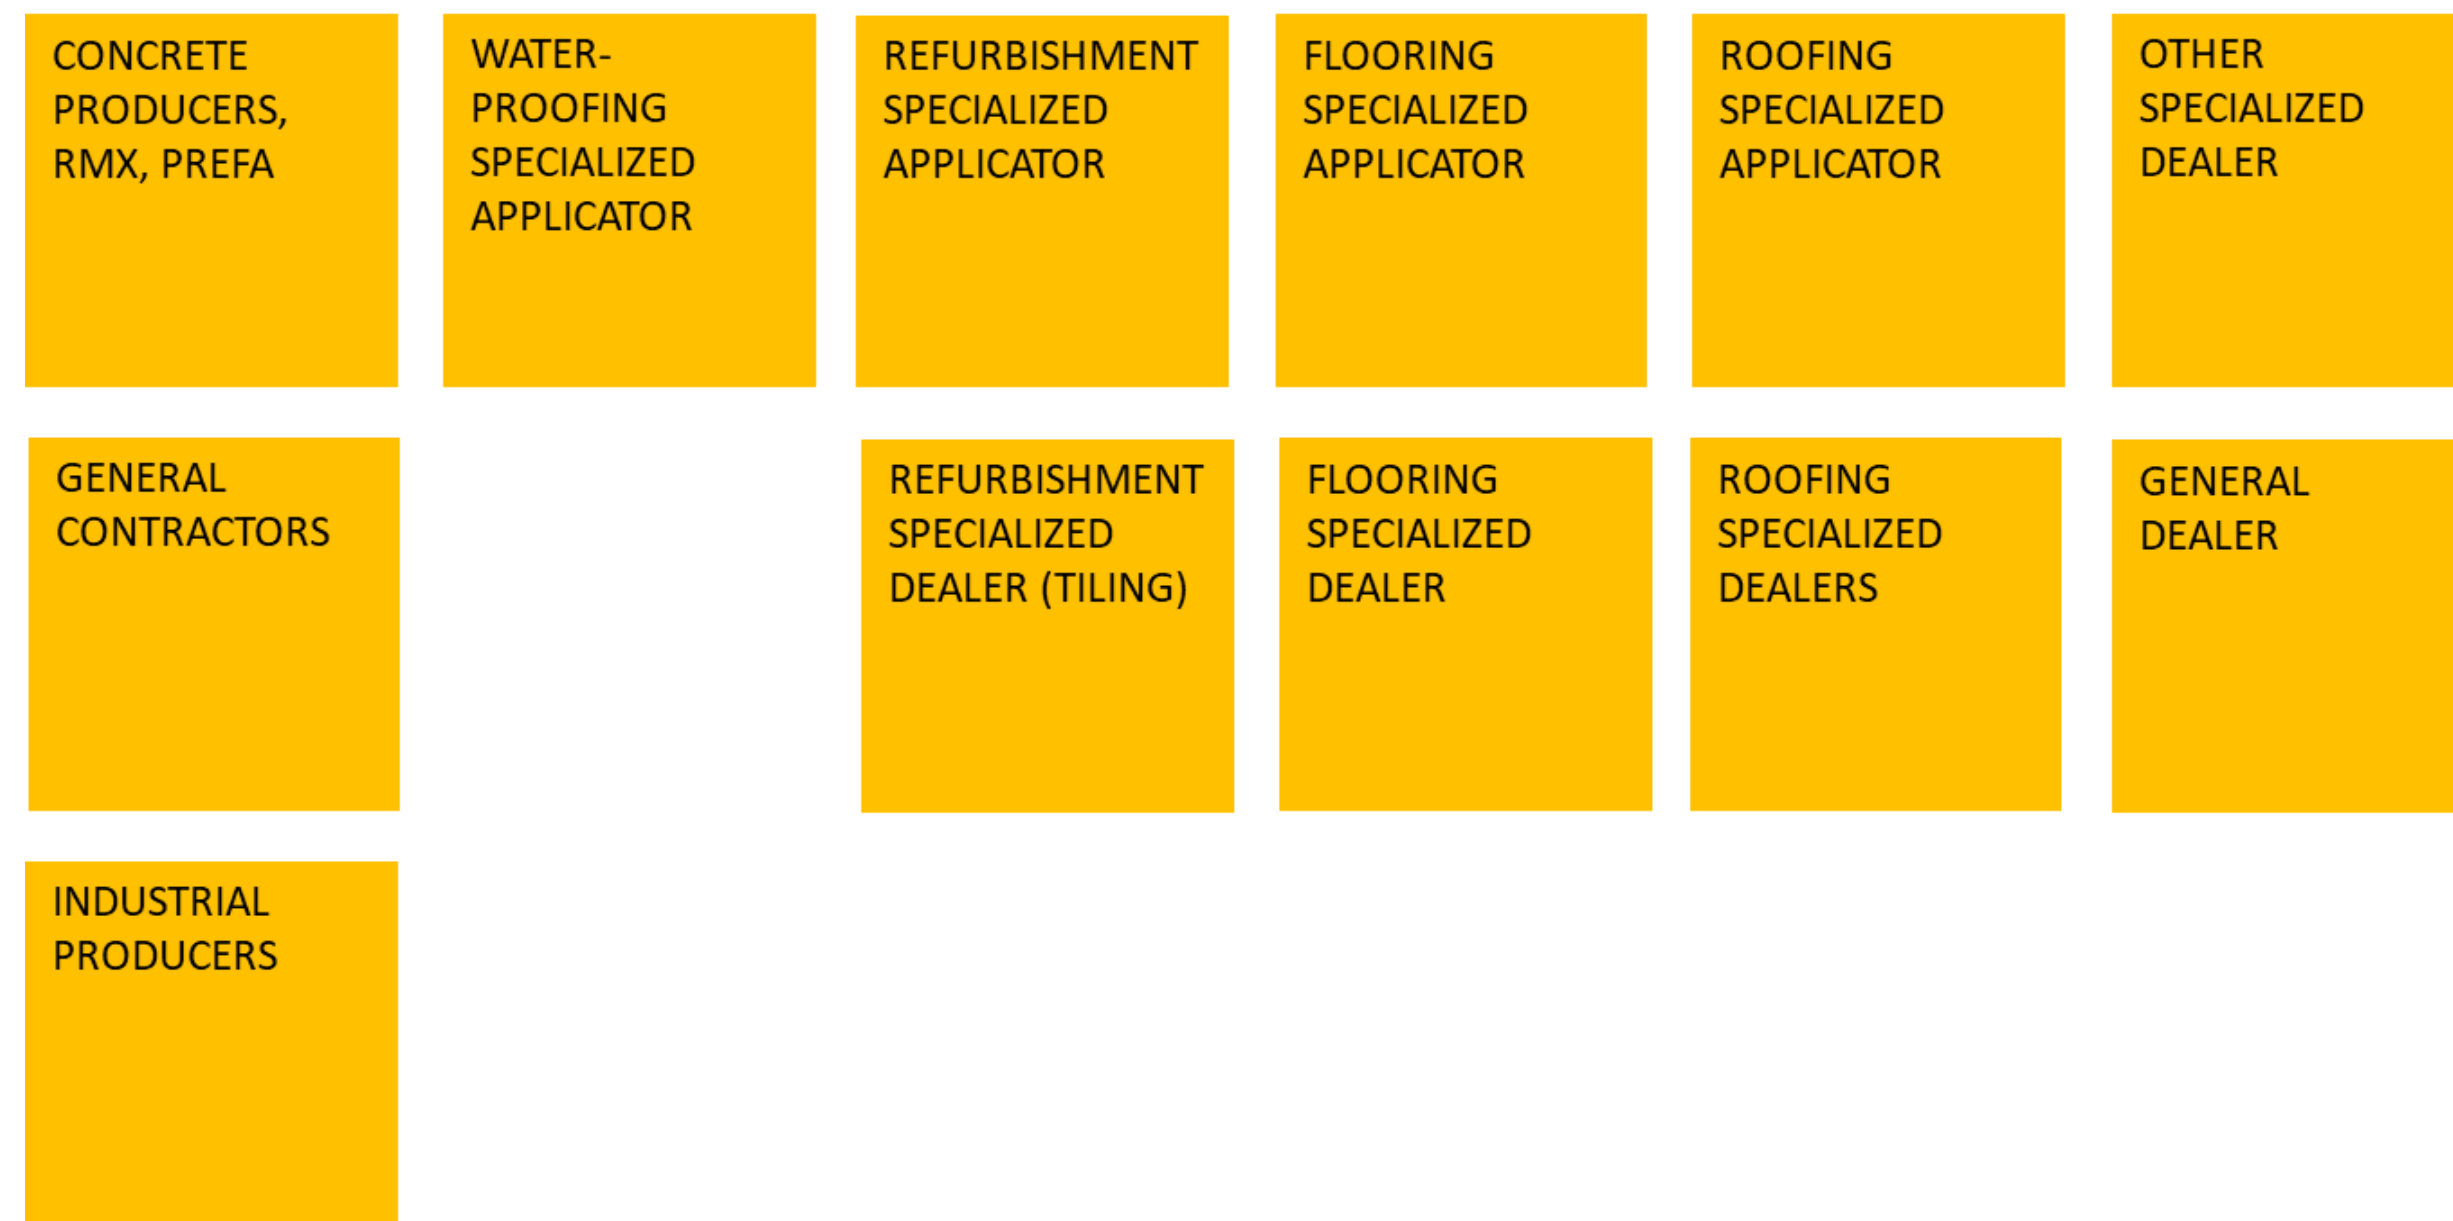 CONCRETE
PRODUCERS,
RMX, PREFA
WATER-
PROOFING
SPECIALIZED
APPLICATOR
REFURBISHMENT
SPECIALIZED
APPLICATOR
FLOORING
SPECIALIZED
APPLICATOR
ROOFING
SPECIALIZED
APPLICATOR
OTHER
SPECIALIZED
DEALER
GENERAL
CONTRACTORS
REFURBISHMENT
SPECIALIZED
DEALER (TILING)
FLOORING
SPECIALIZED
DEALER
ROOFING
SPECIALIZED
DEALERS
GENERAL
DEALER
INDUSTRIAL
PRODUCERS